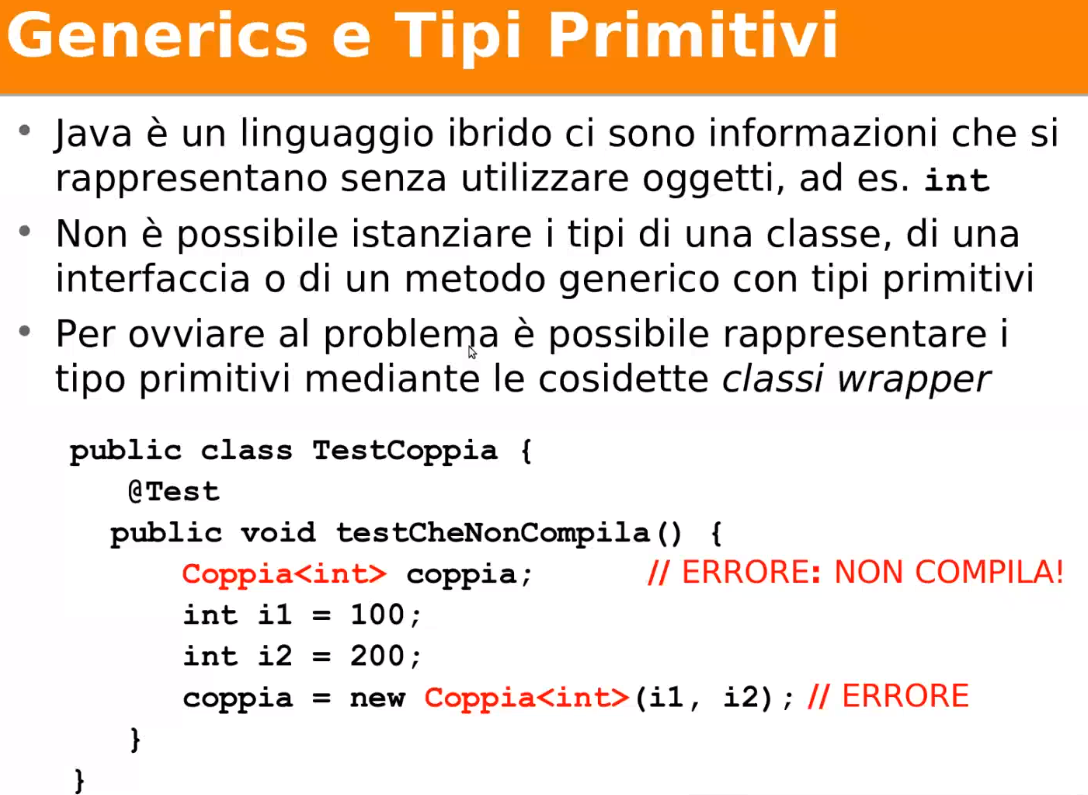 Generics e Tipi Primitivi
• Java è un linguaggio ibrido ci sono informazioni che si
rappresentano senza utilizzare oggetti, ad es. int
• Non è possibile istanziare i tipi di una classe, di una
interfaccia o di un metodo generico con tipi primitivi
• Per ovviare al problema è possibile rappresentare i
tipo primitivi mediante le cosidette classi wrapper
public class TestCoppia {
@Test
public void testCheNonCompila() {
Coppia<int> coppia; // ERRORE: NON COMPILA!
int i1 = 100;
int i2 = 200;
coppia = new Coppia<int>(i1, i2); // ERRORE
}
}